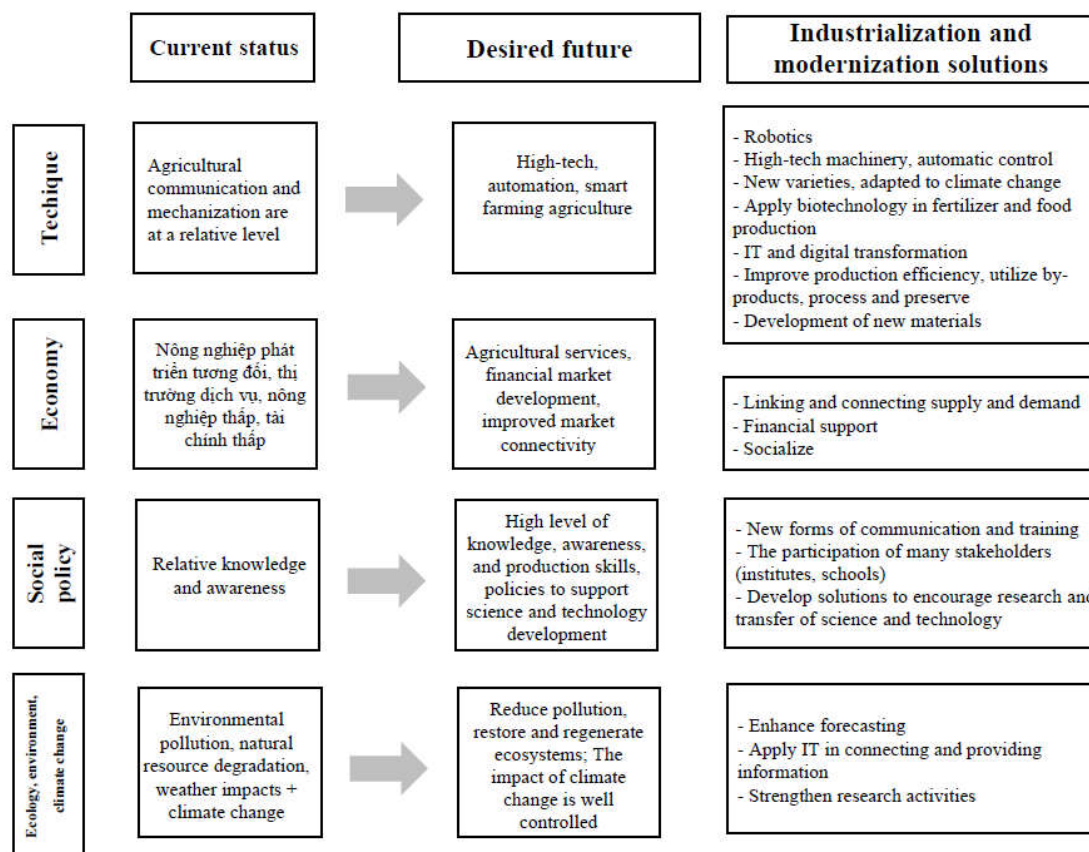 Current status
Desired future
Industrialization and
modernization solutions
Techique
Agricultural
communication and
mechanization are
at a relative level
High-tech,
automation, smart
farming agriculture
- Robotics
- High-tech machinery, automatic control
- New varieties, adapted to climate change
- Apply biotechnology in fertilizer and food
production
- IT and digital transformation
- Improve production efficiency, utilize by-
products, process and preserve
- Development of new materials
Economy
Nông nghiệp phát
triển tương đối, thị
trường dịch vụ, nông
nghiệp thấp, tài
chính thấp
Agricultural services,
financial market
development,
improved market
connectivity
- Linking and connecting supply and demand
- Financial support
- Socialize
Social
policy
Relative knowledge
and awareness
High level of
knowledge, awareness,
and production skills,
policies to support
science and technology
development
- New forms of communication and training
- The participation of many stakeholders
(institutes, schools)
- Develop solutions to encourage research and
transfer of science and technology
Ecology, environment,
climate change
Environmental
pollution, natural
resource degradation,
weather impacts +
climate change
Reduce pollution,
restore and regenerate
ecosystems; The
impact of climate
change is well
controlled
- Enhance forecasting
- Apply IT in connecting and providing
information
- Strengthen research activities